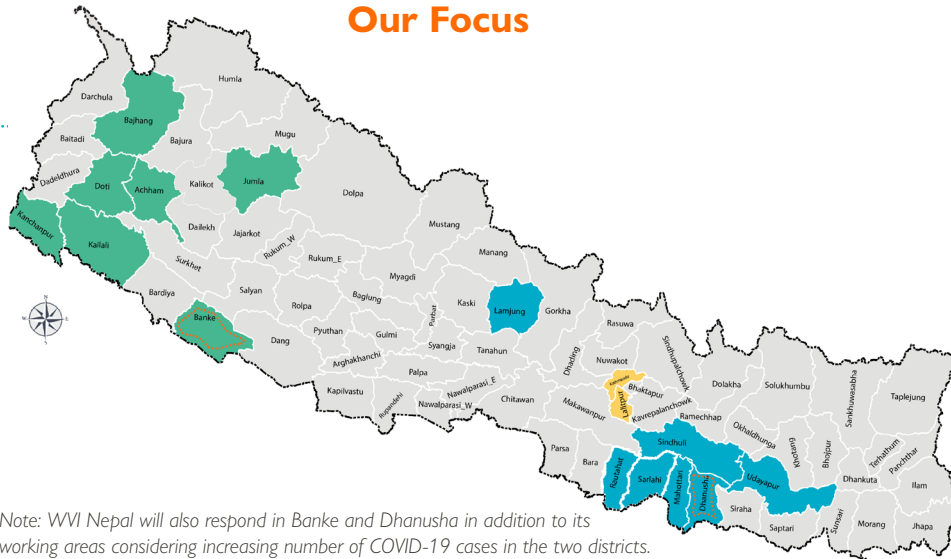 Our Focus
Humla
Darchula
Bajhang
Baitadi
Bajura
Mugu
Dadeldhura
Doti
Achham
Kalikot
Jumla
Dolpa
Kanchanpur
Kailali
Dailekh
Jajarkot
Rukum_W
Rukum_E
Mustang
Manang
Surkhet
Bardiya
Salyan
Rolpa
Baglung
Myagdi
Parbat
Kaski
Lamjung
Gorkha
N
W
E
S
Banke
Dang
Pyuthan
Gulmi
Syangja
Tanahun
Dhading
Rasuwa
Nuwakot
Sindhupalchowk
Arghakhanchi
Palpa
Kapilvastu
Rupandehi
Nawalparasi_W
Nawalparasi_E
Chitawan
Makawanpur
Kathmandu
Bhaktapur
Lalitpur
Kavrepalanchowk
Dolakha
Solukhumbu
Sankhuwasabha
Taplejung
Ramechhap
Okhaldhunga
Khotang
Bhojpur
Terhathum
Panchthar
Parsa
Bara
Routahat
Sarlahi
Mahottari
Dhanusha
Sindhuli
Udayapur
Siraha
Saptari
Dhankuta
Sunsari
Morang
Ilam
Jhapa
Note: WVI Nepal will also respond in Banke and Dhanusha in addition to its
working areas considering increasing number of COVID-19 cases in the two districts.